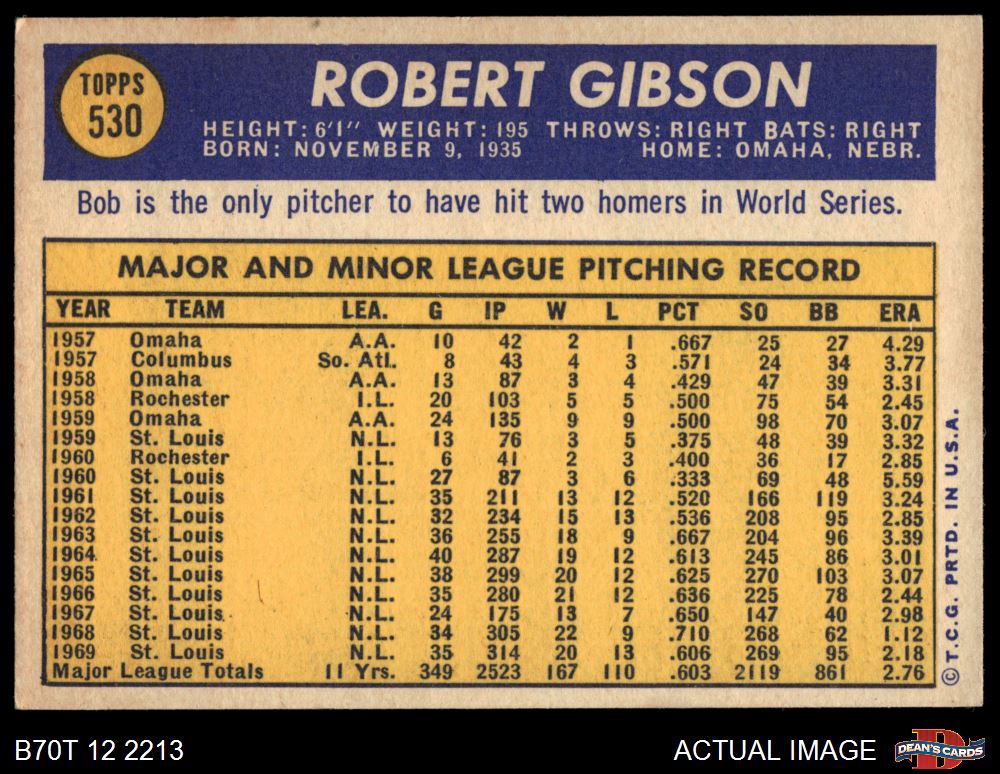 TOPPS
530
ROBERT GIBSON
HEIGHT: 6'1" WEIGHT: 195 THROWS: RIGHT BATS: RIGHT
BORN: NOVEMBER 9, 1935 HOME: OMAHA, NEBR.
Bob is the only pitcher to have hit two homers in World Series.
MAJOR AND MINOR LEAGUE PITCHING RECORD
YEAR TEAM LEA. G IP W L PCT SO BB ERA
1957 Omaha A.A. 10 42 2 1 .667 25 27 4.29
1957 Columbus So. Atl. 8 43 4 3 .571 24 34 3.77
1958 Omaha A.A. 13 87 3 4 .429 47 39 3.31
1958 Rochester I.L. 20 103 5 5 .500 75 54 2.45
1959 Omaha A.A. 24 135 9 9 .500 98 70 3.07
1959 St. Louis N.L. 13 76 3 5 .375 48 39 3.32
1960 Rochester I.L. 6 41 2 3 .400 36 17 2.85
1960 St. Louis N.L. 27 87 3 6 .333 69 48 5.59
1961 St. Louis N.L. 35 211 13 12 .520 166 119 3.24
1962 St. Louis N.L. 32 234 15 13 .536 208 95 2.85
1963 St. Louis N.L. 36 255 18 9 .667 204 96 3.39
1964 St. Louis N.L. 40 287 19 12 .613 245 86 3.01
1965 St. Louis N.L. 38 299 20 12 .625 270 103 3.07
1966 St. Louis N.L. 35 280 21 12 .636 225 78 2.44
1967 St. Louis N.L. 24 175 13 7 .650 147 40 2.98
1968 St. Louis N.L. 34 305 22 9 .710 268 62 1.12
1969 St. Louis N.L. 35 314 20 13 .606 269 95 2.18
Major League Totals 11 Yrs. 349 2523 167 110 .603 2119 861 2.76
© T.C.G. PRTD. IN U.S.A.
B70T 12 2213
ACTUAL IMAGE
DEAN'S CARDS